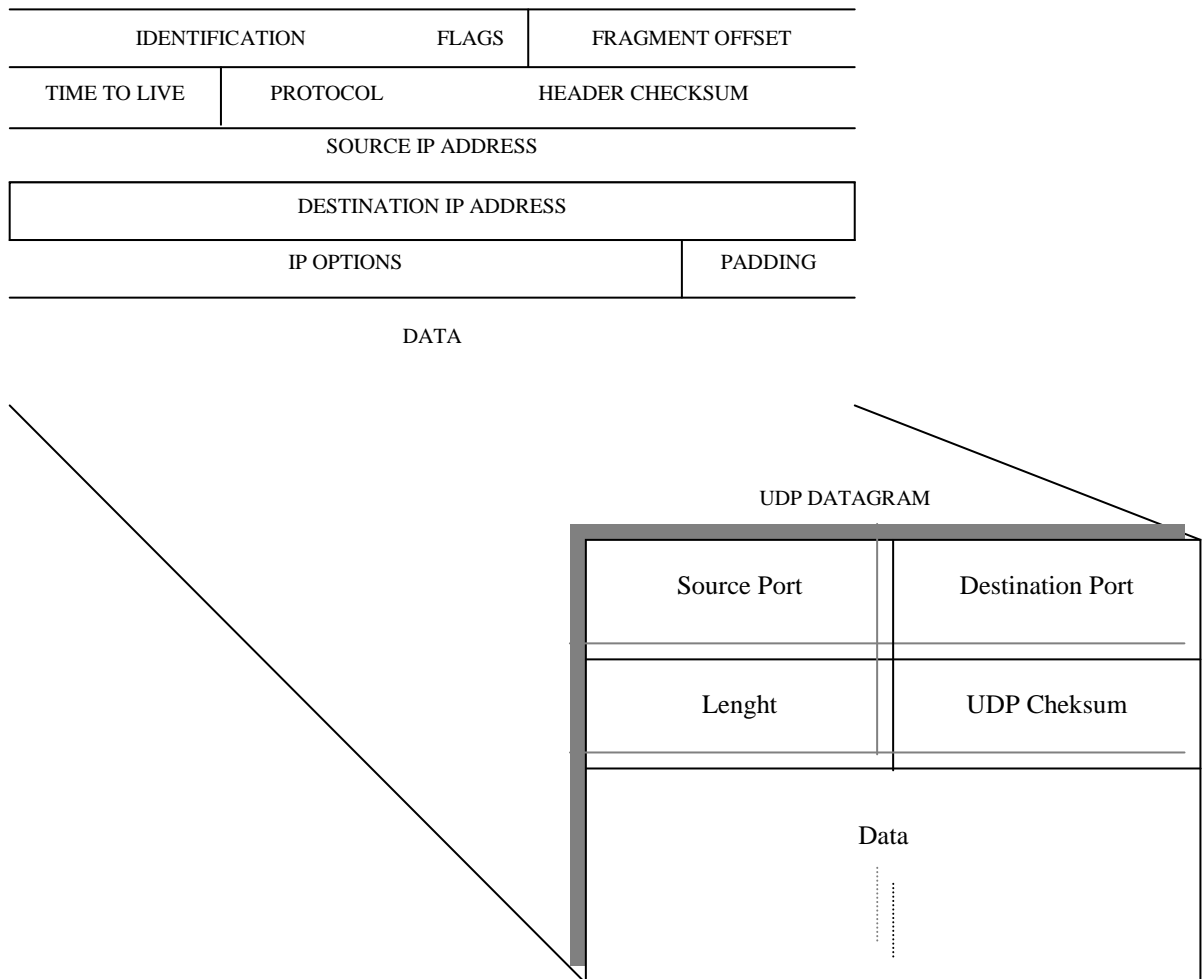 IDENTIFICATION FLAGS FRAGMENT OFFSET
TIME TO LIVE PROTOCOL HEADER CHECKSUM
SOURCE IP ADDRESS
DESTINATION IP ADDRESS
IP OPTIONS PADDING
DATA
UDP DATAGRAM
Source Port Destination Port
Lenght UDP Cheksum
Data